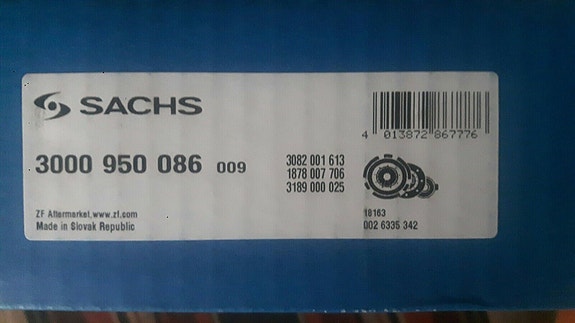 SACHS
4 013872 867776
3000 950 086 009
3082 001 613
1878 007 706
3189 000 025
ZF Aftermarket, www.zf.com
Made in Slovak Republic
18163
002 6335 342